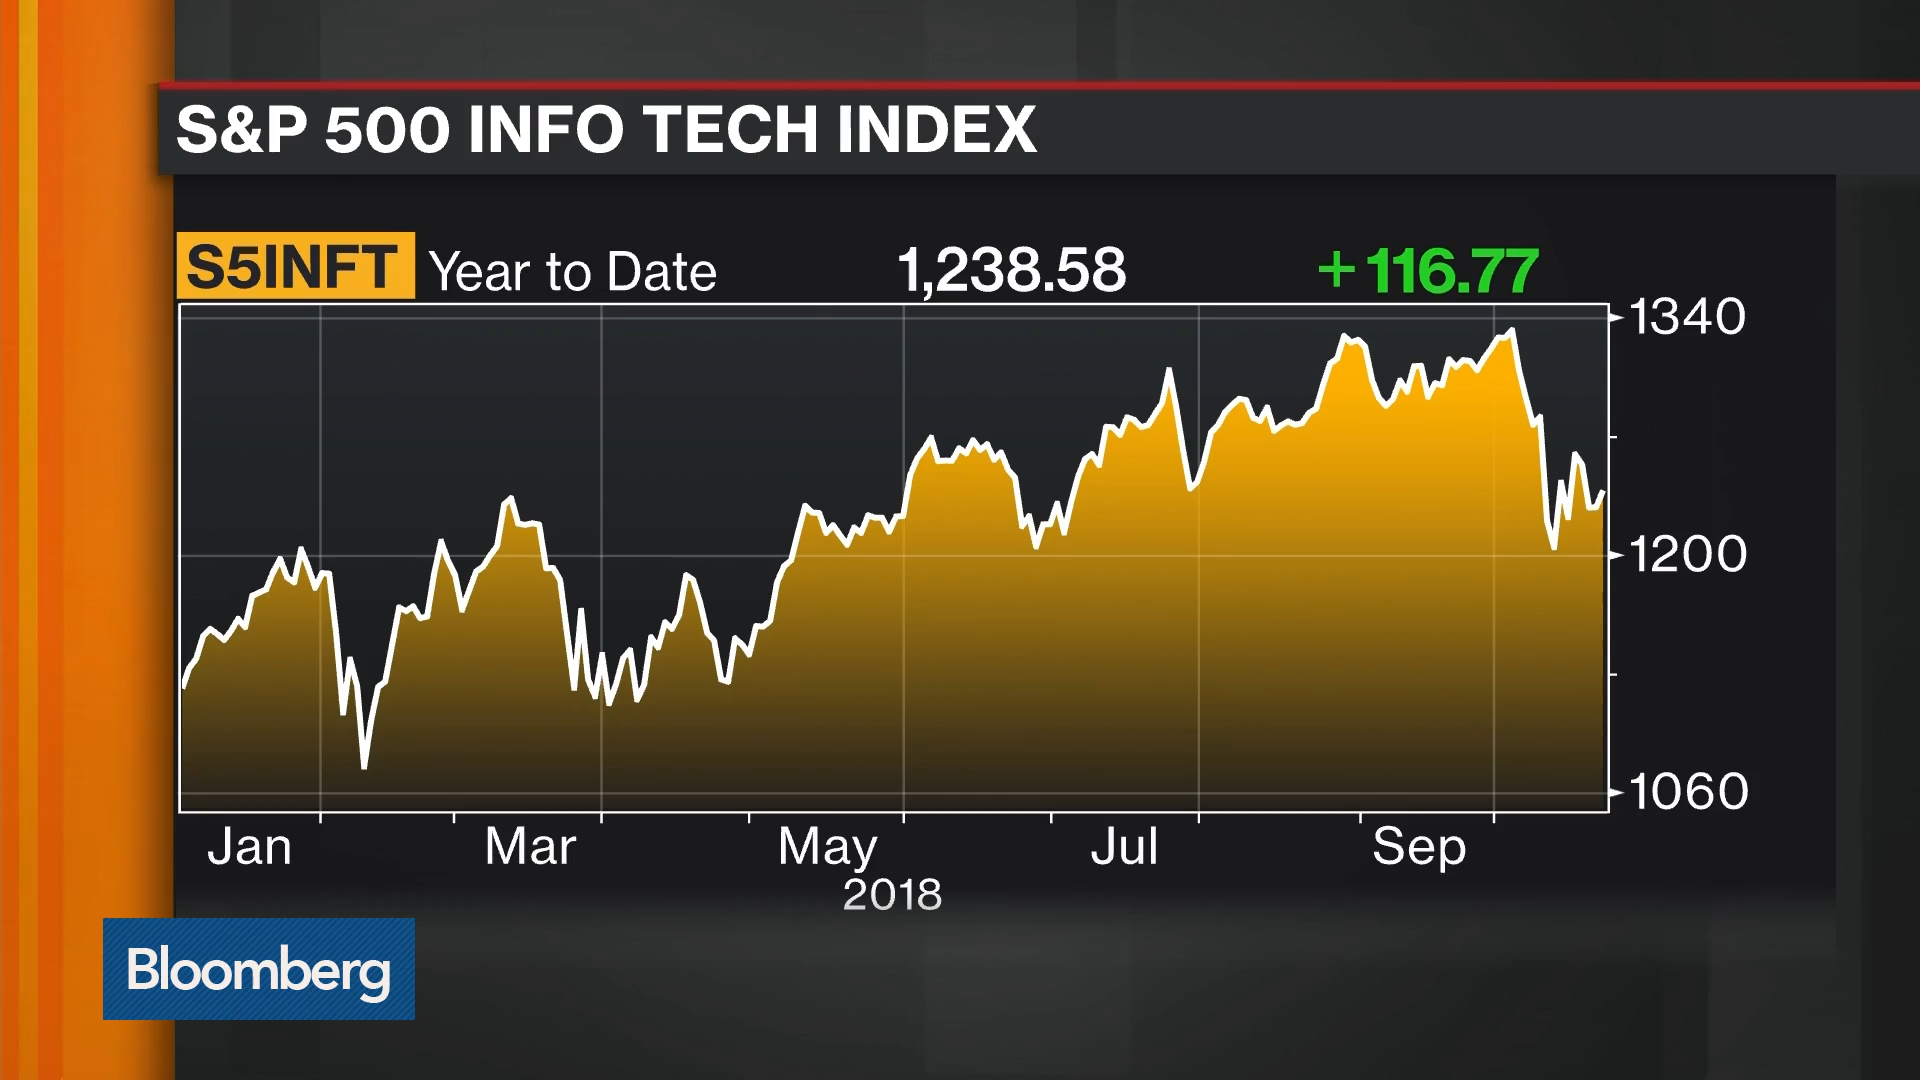 S&P 500 INFO TECH INDEX
S5INFT Year to Date 1,238.58 +116.77
1340
1200
1060
Jan Mar May Jul Sep
2018
Bloomberg